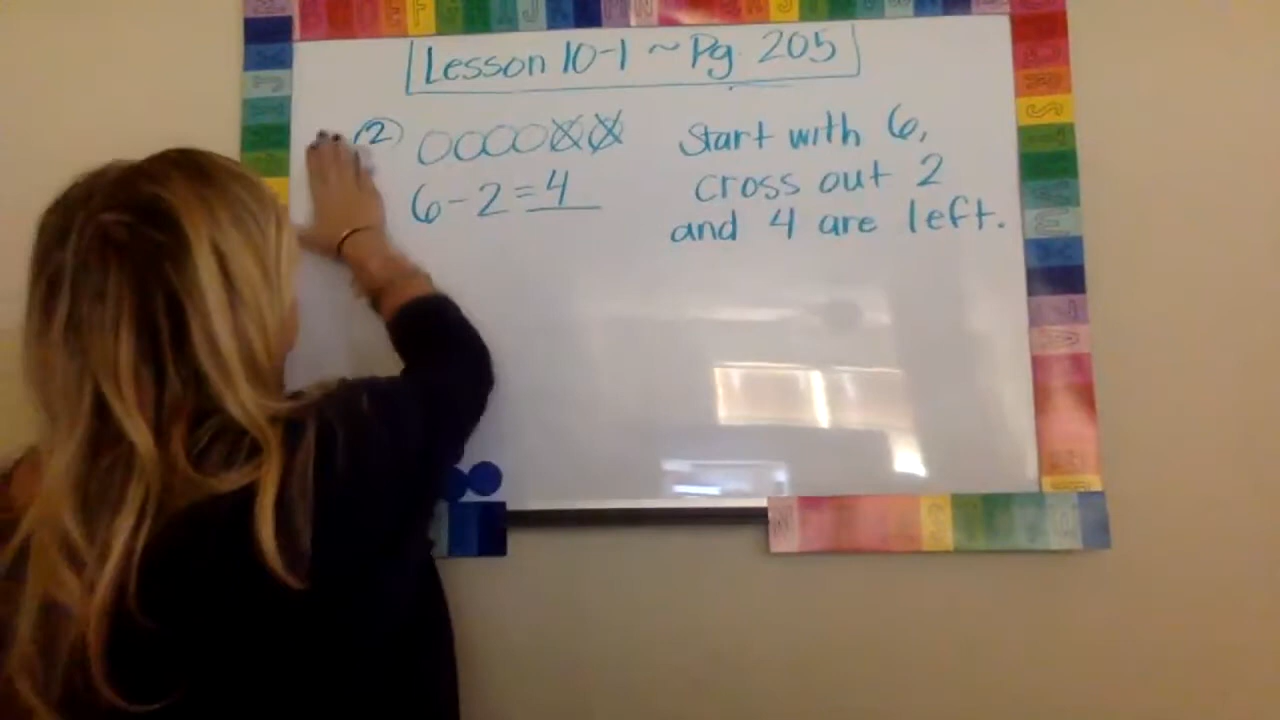 Lesson 10-1 ~ Pg. 205
2
6-2=4
Start with 6,
cross out 2
and 4 are left.